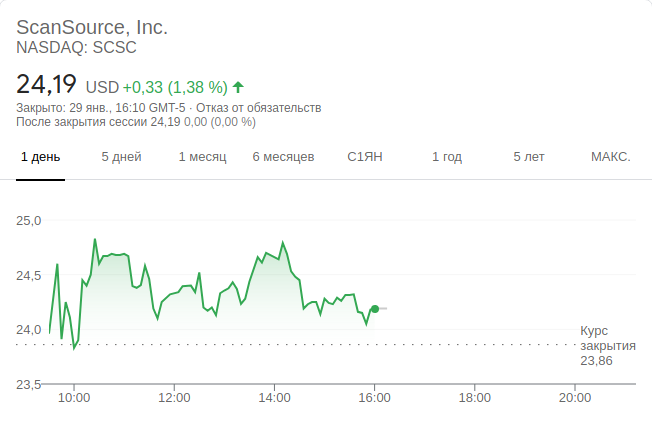 ScanSource, Inc.
NASDAQ: SCSC
24,19 USD +0,33 (1,38 %) ↑
Закрыто: 29 янв., 16:10 GMT-5 · Отказ от обязательств
После закрытия сессии 24,19 0,00 (0,00 %)
1 день 5 дней 1 месяц 6 месяцев С1ЯН 1 год 5 лет МАКС.
25,0
24,5
24,0
Курс
закрытия
23,86
23,5
10:00 12:00 14:00 16:00 18:00 20:00